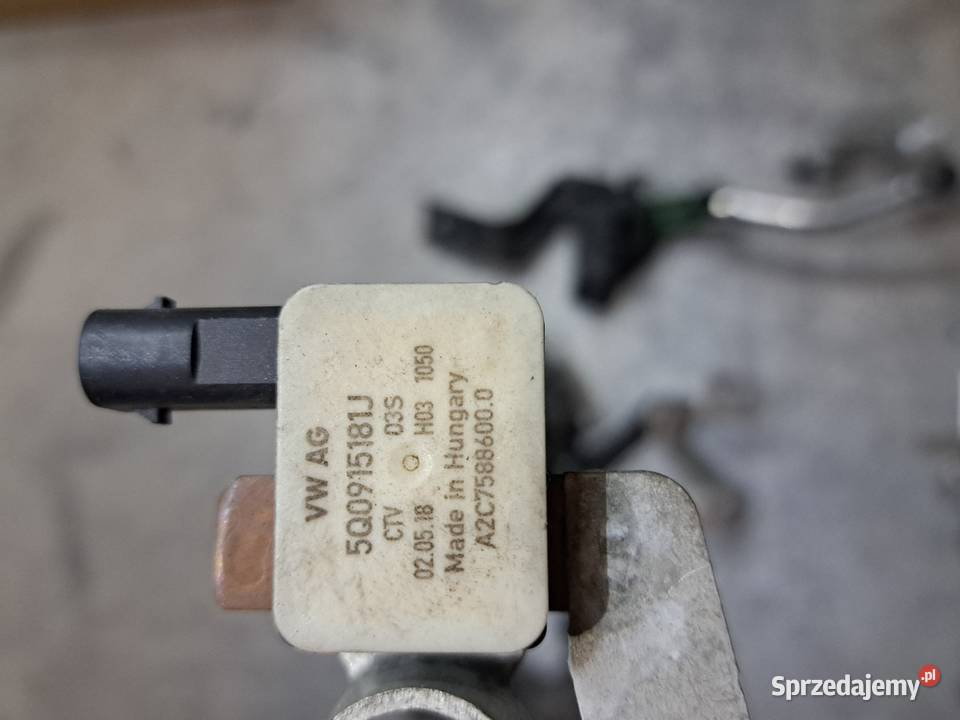 VW AG
5Q0915181J
CTV 03S
02.05.18 H03 1050
Made in Hungary
A2C7588600.0
Sprzedajemy.pl